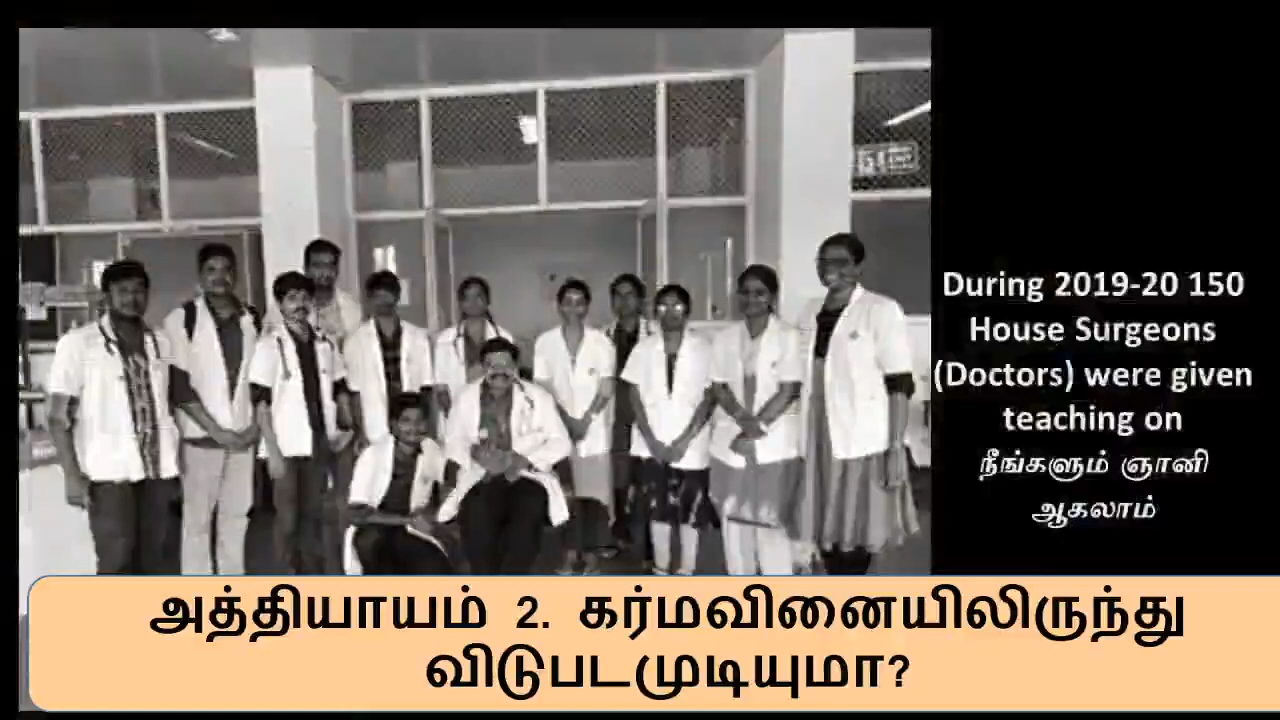 During 2019-20 150
House Surgeons
(Doctors) were given
teaching on
நீங்களும் ஞானி
ஆகலாம்
அத்தியாயம் 2. கர்மவினையிலிருந்து
விடுபடமுடியுமா?